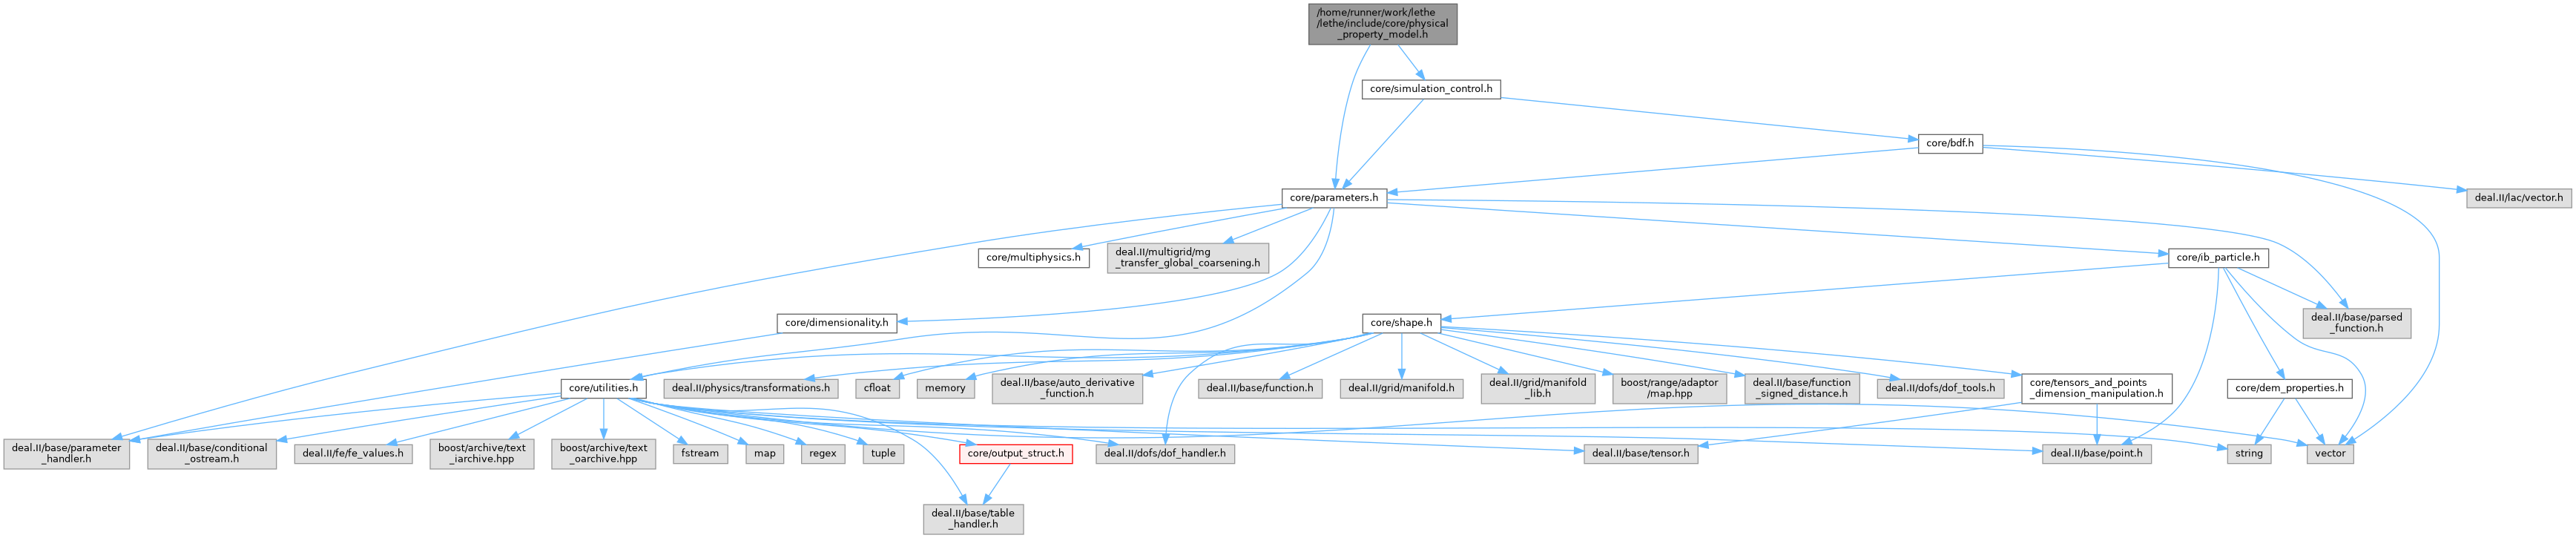 /home/runner/work/lethe
/lethe/include/core/physical
_property_model.h
core/simulation_control.h
core/bdf.h
core/parameters.h
deal.II/lac/vector.h
core/multiphysics.h
deal.II/multigrid/mg
_transfer_global_coarsening.h
core/ib_particle.h
core/dimensionality.h
core/shape.h
deal.II/base/parsed
_function.h
core/utilities.h
deal.II/physics/transformations.h
cfloat
memory
deal.II/base/auto_derivative
_function.h
deal.II/base/function.h
deal.II/grid/manifold.h
deal.II/grid/manifold
_lib.h
boost/range/adaptor
/map.hpp
deal.II/base/function
_signed_distance.h
deal.II/dofs/dof_tools.h
core/tensors_and_points
_dimension_manipulation.h
core/dem_properties.h
deal.II/base/parameter
_handler.h
deal.II/base/conditional
_ostream.h
deal.II/fe/fe_values.h
boost/archive/text
_iarchive.hpp
boost/archive/text
_oarchive.hpp
fstream
map
regex
tuple
core/output_struct.h
deal.II/dofs/dof_handler.h
deal.II/base/tensor.h
deal.II/base/point.h
string
vector
deal.II/base/table
_handler.h